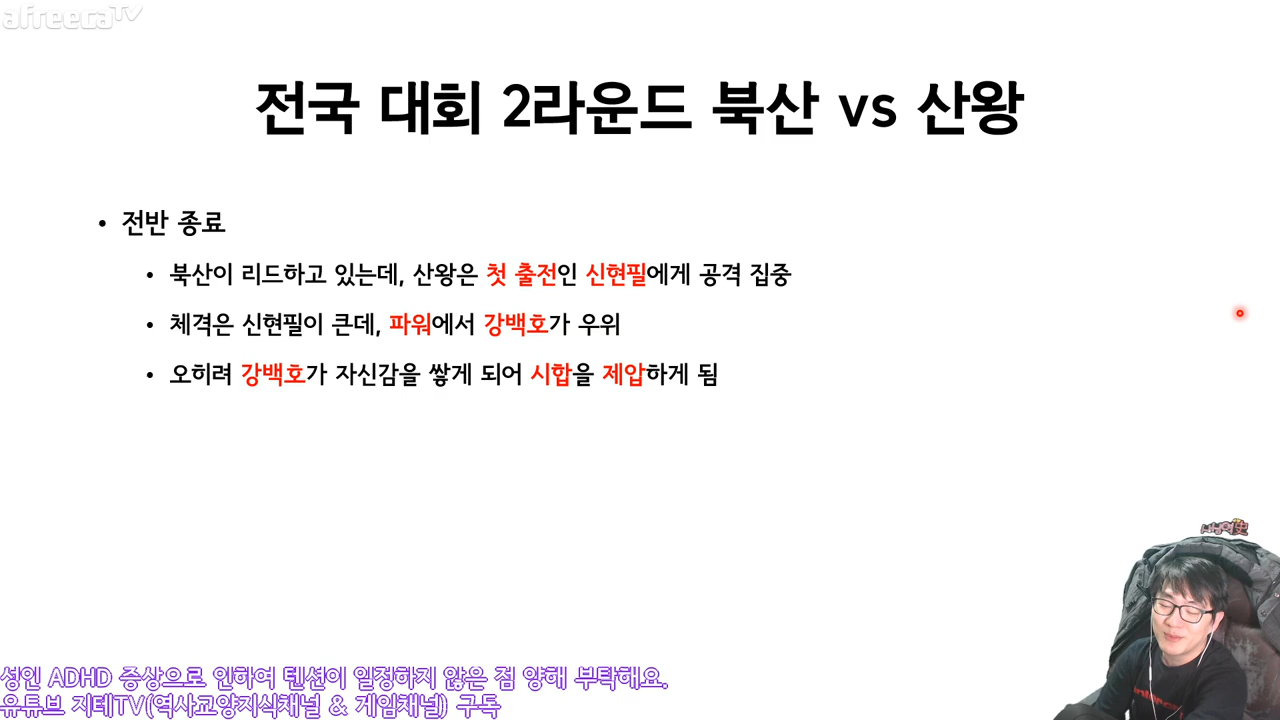 afreecaTV
전국 대회 2라운드 북산 vs 산왕
• 전반 종료
• 북산이 리드하고 있는데, 산왕은 첫 출전인 신현필에게 공격 집중
• 체격은 신현필이 큰데, 파워에서 강백호가 우위
• 오히려 강백호가 자신감을 쌓게 되어 시합을 제압하게 됨
성인 ADHD 증상으로 인하여 텐션이 일정하지 않은 점 양해 부탁해요.
유튜브 지테TV(역사교양지식채널 & 게임채널) 구독